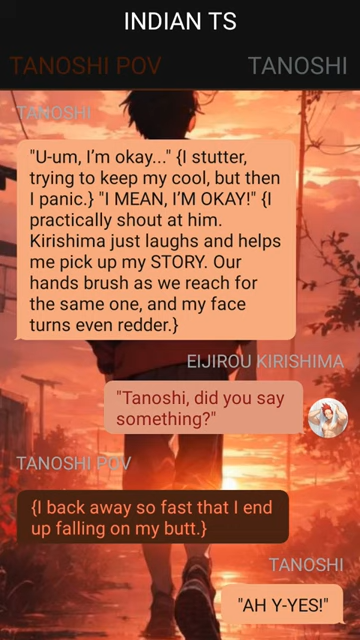 INDIAN TS
TANOSHI POV
TANOSHI
TANOSHI
"U-um, I'm okay..." {I stutter,
trying to keep my cool, but then
I panic.} "I MEAN, I'M OKAY!" {I
practically shout at him.
Kirishima just laughs and helps
me pick up my STORY. Our
hands brush as we reach for
the same one, and my face
turns even redder.}
EIJIROU KIRISHIMA
"Tanoshi, did you say
something?"
TANOSHI POV
{I back away so fast that I end
up falling on my butt.}
TANOSHI
"AH Y-YES!"